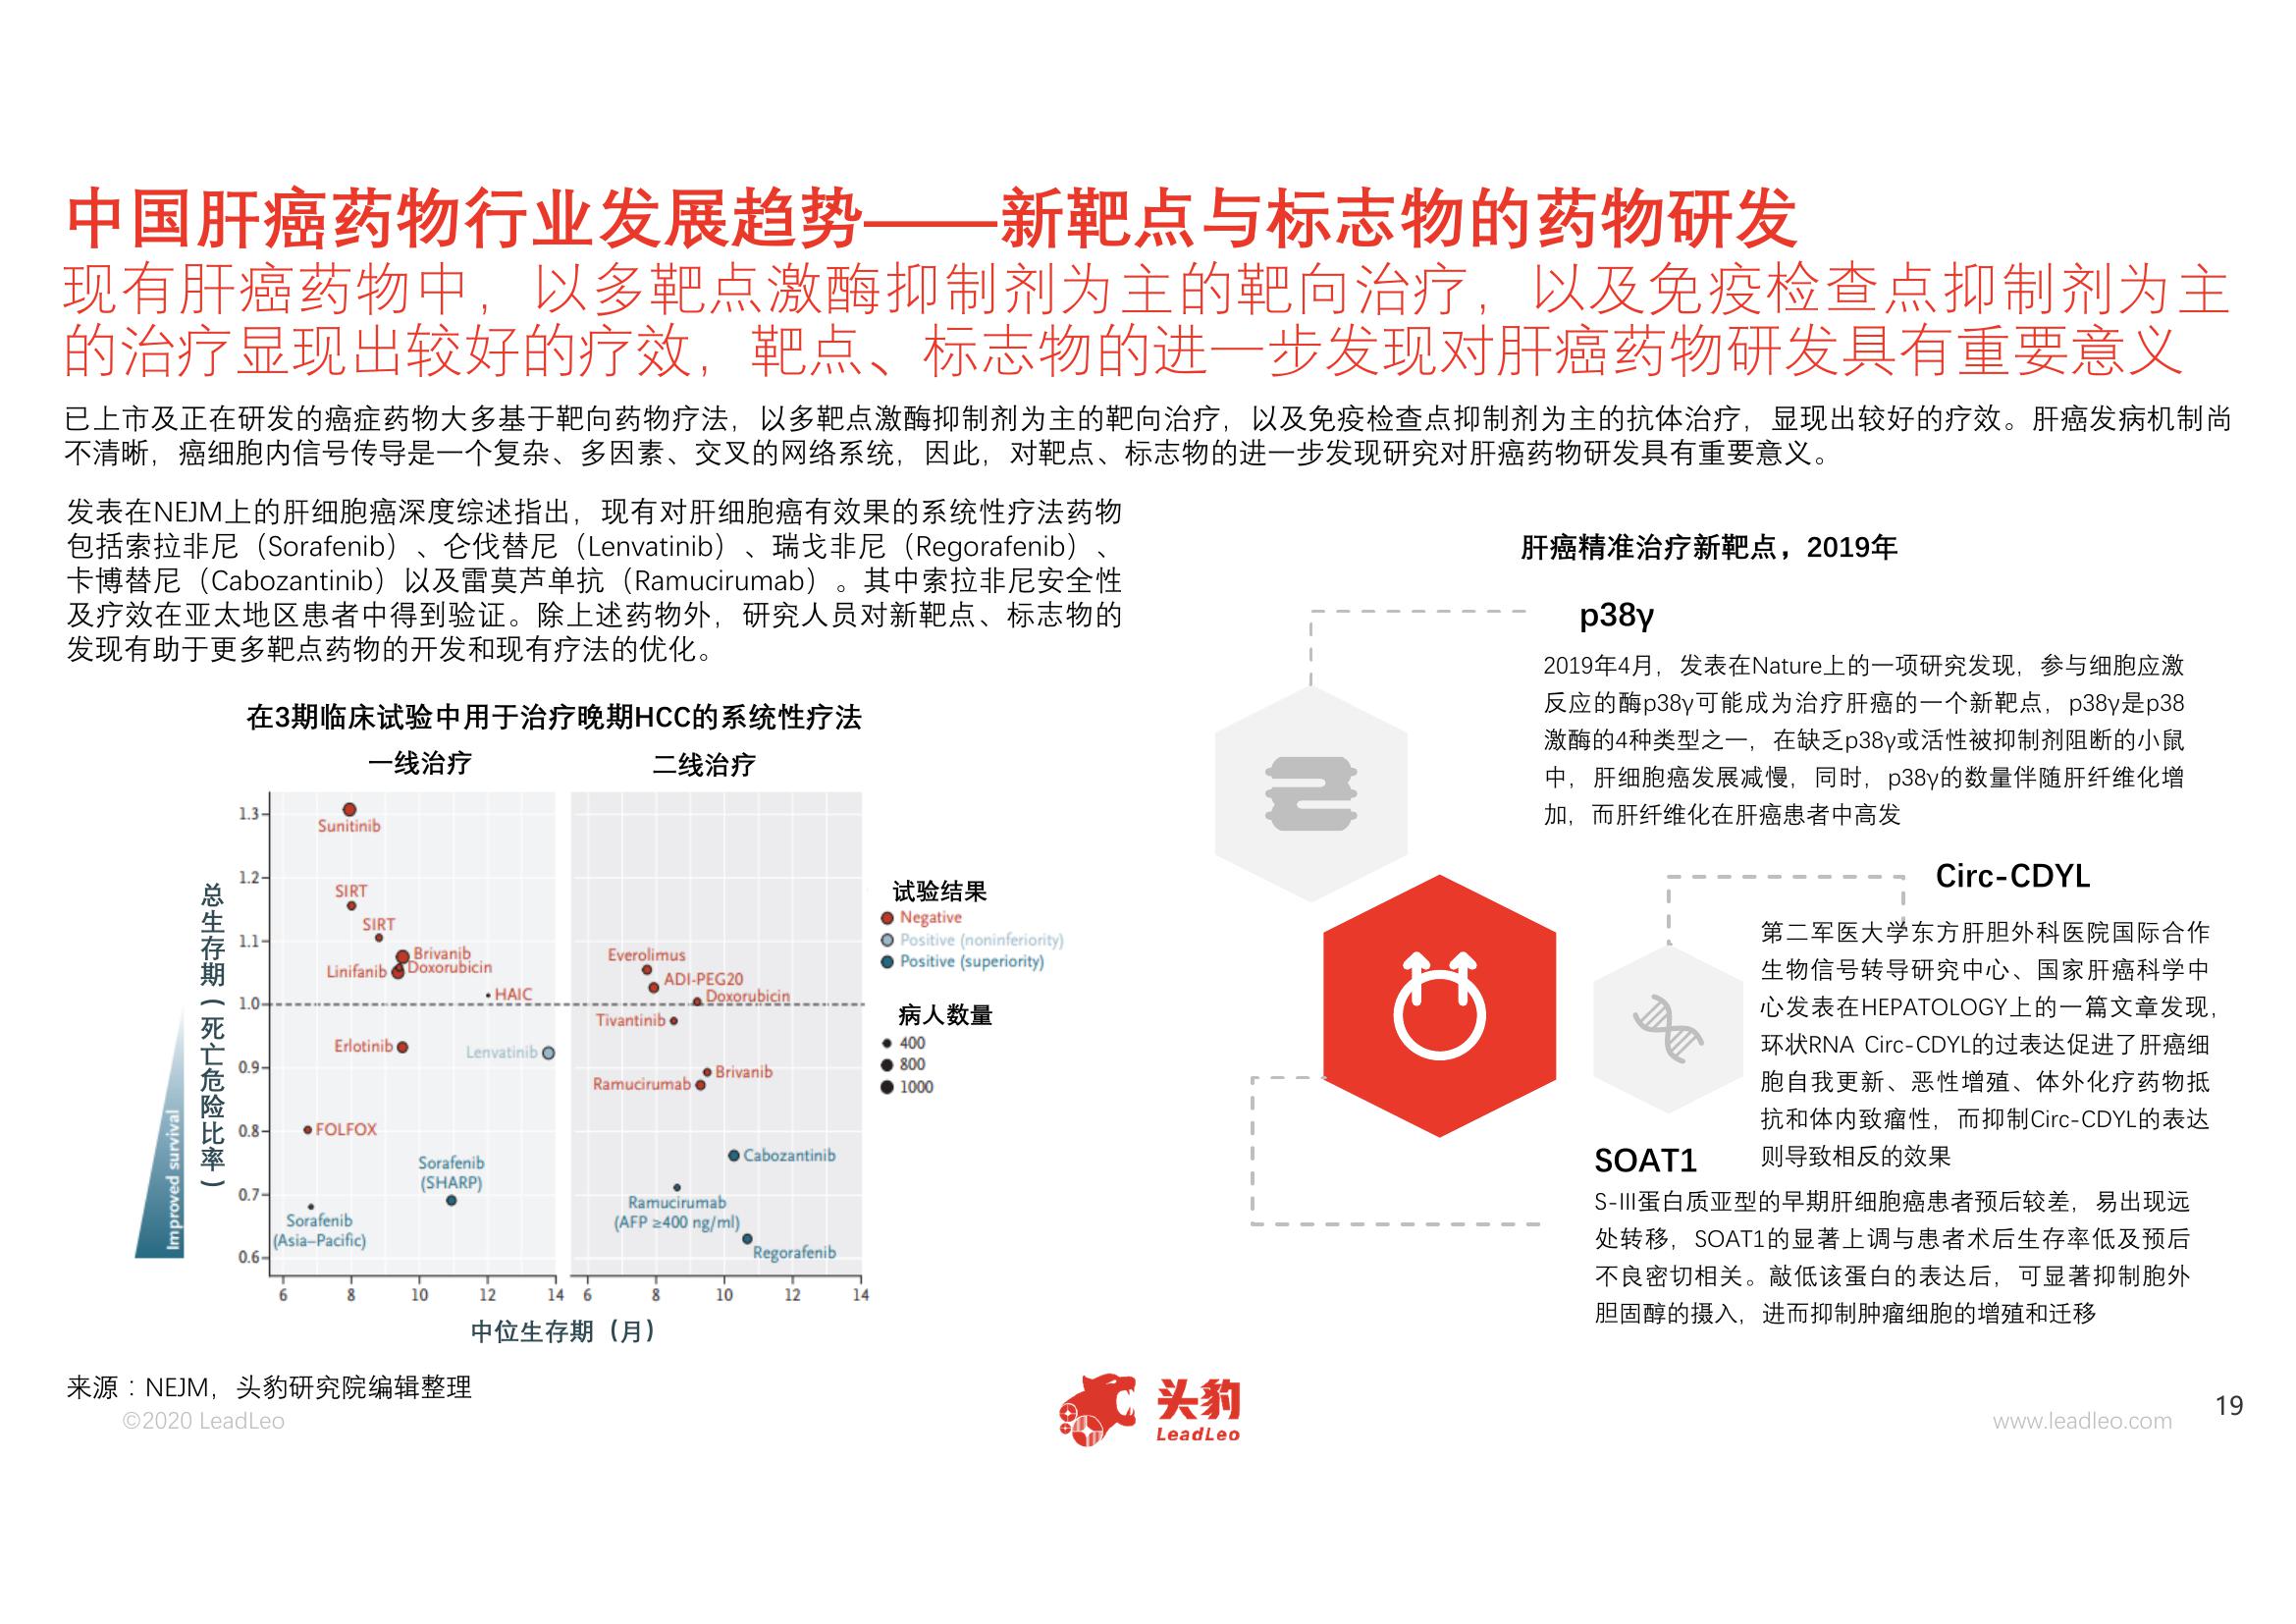 中国肝癌药物行业发展趋势——新靶点与标志物的药物研发
现有肝癌药物中，以多靶点激酶抑制剂为主的靶向治疗，以及免疫检查点抑制剂为主
的治疗显现出较好的疗效，靶点、标志物的进一步发现对肝癌药物研发具有重要意义
已上市及正在研发的癌症药物大多基于靶向药物疗法，以多靶点激酶抑制剂为主的靶向治疗，以及免疫检查点抑制剂为主的抗体治疗，显现出较好的疗效。肝癌发病机制尚
不清晰，癌细胞内信号传导是一个复杂、多因素、交叉的网络系统，因此，对靶点、标志物的进一步发现研究对肝癌药物研发具有重要意义。
发表在NEJM上的肝细胞癌深度综述指出，现有对肝细胞癌有效果的系统性疗法药物
包括索拉非尼（Sorafenib）、仑伐替尼（Lenvatinib）、瑞戈非尼（Regorafenib）、
卡博替尼（Cabozantinib）以及雷莫芦单抗（Ramucirumab）。其中索拉非尼安全性
及疗效在亚太地区患者中得到验证。除上述药物外，研究人员对新靶点、标志物的
发现有助于更多靶点药物的开发和现有疗法的优化。
在3期临床试验中用于治疗晚期HCC的系统性疗法
一线治疗
二线治疗
总生存期（死亡危险比率）
Improved survival
1.3
1.2
1.1
1.0
0.9
0.8
0.7
0.6
Sunitinib
SIRT
SIRT
Brivanib
Linifanib
Doxorubicin
HAIC
Erlotinib
Lenvatinib
FOLFOX
Sorafenib
(SHARP)
Sorafenib
(Asia–Pacific)
Everolimus
ADI-PEG20
Doxorubicin
Tivantinib
Brivanib
Ramucirumab
Cabozantinib
Ramucirumab
(AFP ≥400 ng/ml)
Regorafenib
6 8 10 12 14 6 8 10 12 14
中位生存期（月）
试验结果
Negative
Positive (noninferiority)
Positive (superiority)
病人数量
400
800
1000
肝癌精准治疗新靶点，2019年
p38γ
2019年4月，发表在Nature上的一项研究发现，参与细胞应激
反应的酶p38γ可能成为治疗肝癌的一个新靶点，p38γ是p38
激酶的4种类型之一，在缺乏p38γ或活性被抑制剂阻断的小鼠
中，肝细胞癌发展减慢，同时，p38γ的数量伴随肝纤维化增
加，而肝纤维化在肝癌患者中高发
Circ-CDYL
第二军医大学东方肝胆外科医院国际合作
生物信号转导研究中心、国家肝癌科学中
心发表在HEPATOLOGY上的一篇文章发现，
环状RNA Circ-CDYL的过表达促进了肝癌细
胞自我更新、恶性增殖、体外化疗药物抵
抗和体内致瘤性，而抑制Circ-CDYL的表达
则导致相反的效果
SOAT1
S-III蛋白质亚型的早期肝细胞癌患者预后较差，易出现远
处转移，SOAT1的显著上调与患者术后生存率低及预后
不良密切相关。敲低该蛋白的表达后，可显著抑制胞外
胆固醇的摄入，进而抑制肿瘤细胞的增殖和迁移
来源：NEJM，头豹研究院编辑整理
©2020 LeadLeo
头豹
LeadLeo
www.leadleo.com
19